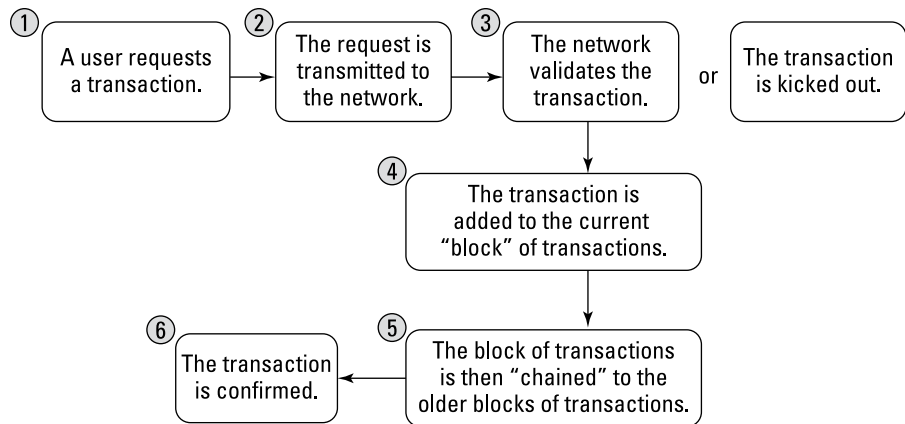 1
A user requests
a transaction.
2
The request is
transmitted to
the network.
3
The network
validates the
transaction.
or
The transaction
is kicked out.
4
The transaction is
added to the current
“block” of transactions.
5
The block of transactions
is then “chained” to the
older blocks of transactions.
6
The transaction
is confirmed.